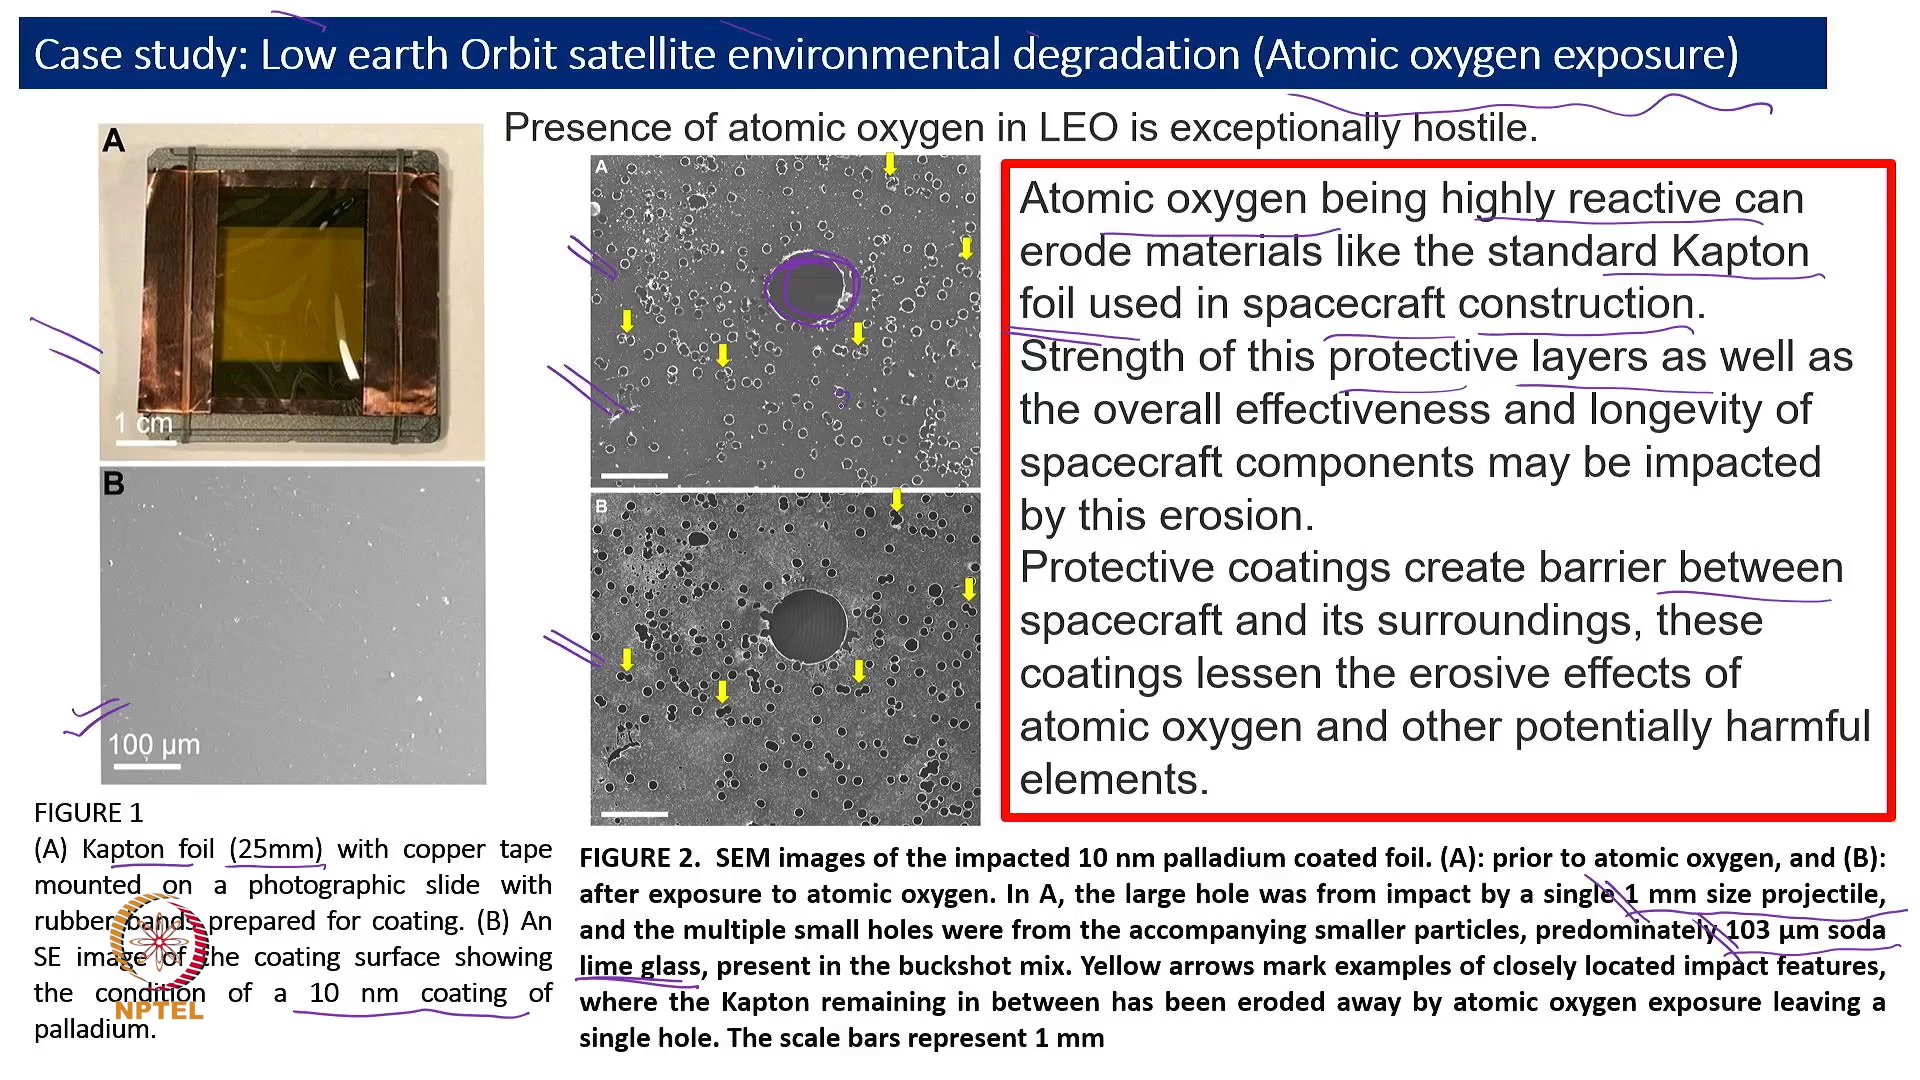 Case study: Low earth Orbit satellite environmental degradation (Atomic oxygen exposure)
Presence of atomic oxygen in LEO is exceptionally hostile.
A
1 cm
B
100 µm
A
B
Atomic oxygen being highly reactive can
erode materials like the standard Kapton
foil used in spacecraft construction.
Strength of this protective layers as well as
the overall effectiveness and longevity of
spacecraft components may be impacted
by this erosion.
Protective coatings create barrier between
spacecraft and its surroundings, these
coatings lessen the erosive effects of
atomic oxygen and other potentially harmful
elements.
FIGURE 1
(A) Kapton foil (25mm) with copper tape
mounted on a photographic slide with
rubber bands prepared for coating. (B) An
SE image of the coating surface showing
the condition of a 10 nm coating of
palladium.
NPTEL
FIGURE 2. SEM images of the impacted 10 nm palladium coated foil. (A): prior to atomic oxygen, and (B):
after exposure to atomic oxygen. In A, the large hole was from impact by a single 1 mm size projectile,
and the multiple small holes were from the accompanying smaller particles, predominately 103 µm soda
lime glass, present in the buckshot mix. Yellow arrows mark examples of closely located impact features,
where the Kapton remaining in between has been eroded away by atomic oxygen exposure leaving a
single hole. The scale bars represent 1 mm